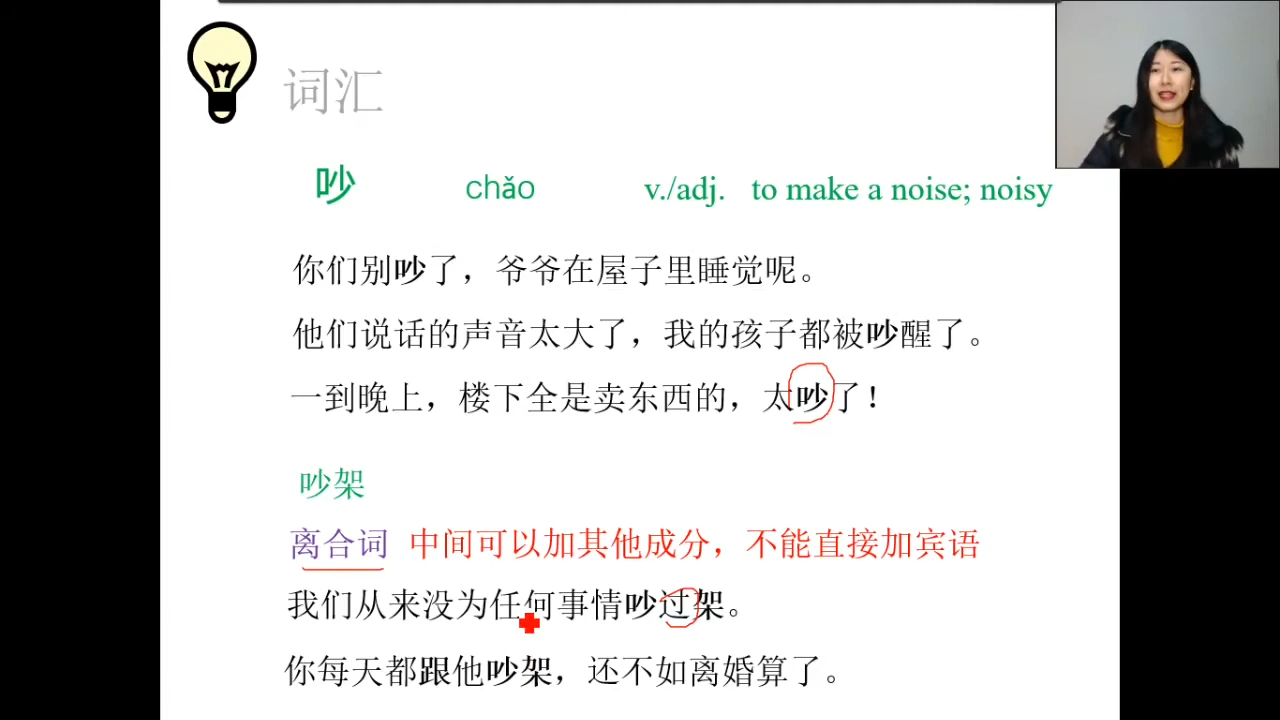 词汇
吵 chǎo v./adj. to make a noise; noisy
你们别吵了，爷爷在屋子里睡觉呢。
他们说话的声音太大了，我的孩子都被吵醒了。
一到晚上，楼下全是卖东西的，太吵了！
吵架
离合词 中间可以加其他成分，不能直接加宾语
我们从来没为任何事情吵过架。
你每天都跟他吵架，还不如离婚算了。